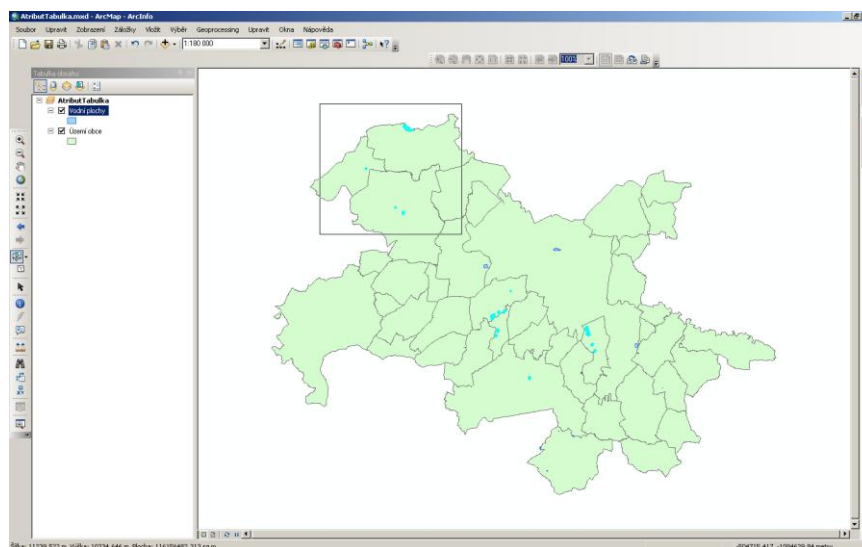 AtributTabulka.mxd - ArcMap - ArcInfo
Soubor Upravit Zobrazení Záložky Vložit Výběr Geoprocessing Upravit Okna Nápověda
1:180 000
100%
Tabulka obsahu
AtributTabulka
Vodní plochy
Území obce